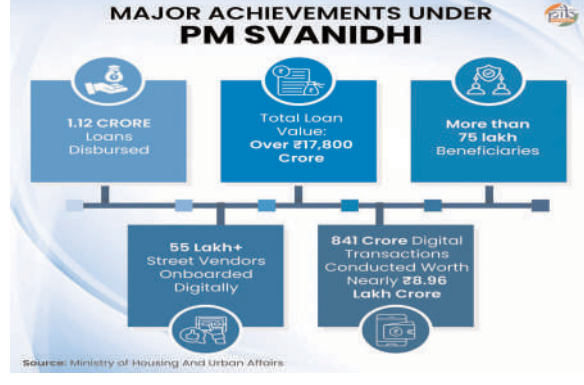 MAJOR ACHIEVEMENTS UNDER
PM SVANIDHI
pib
1.12 CRORE
Loans
Disbursed
Total Loan
Value:
Over ₹17,800
Crore
More than
75 lakh
Beneficiaries
55 Lakh+
Street Vendors
Onboarded
Digitally
841 Crore Digital
Transactions
Conducted Worth
Nearly ₹8.96
Lakh Crore
Source: Ministry of Housing And Urban Affairs